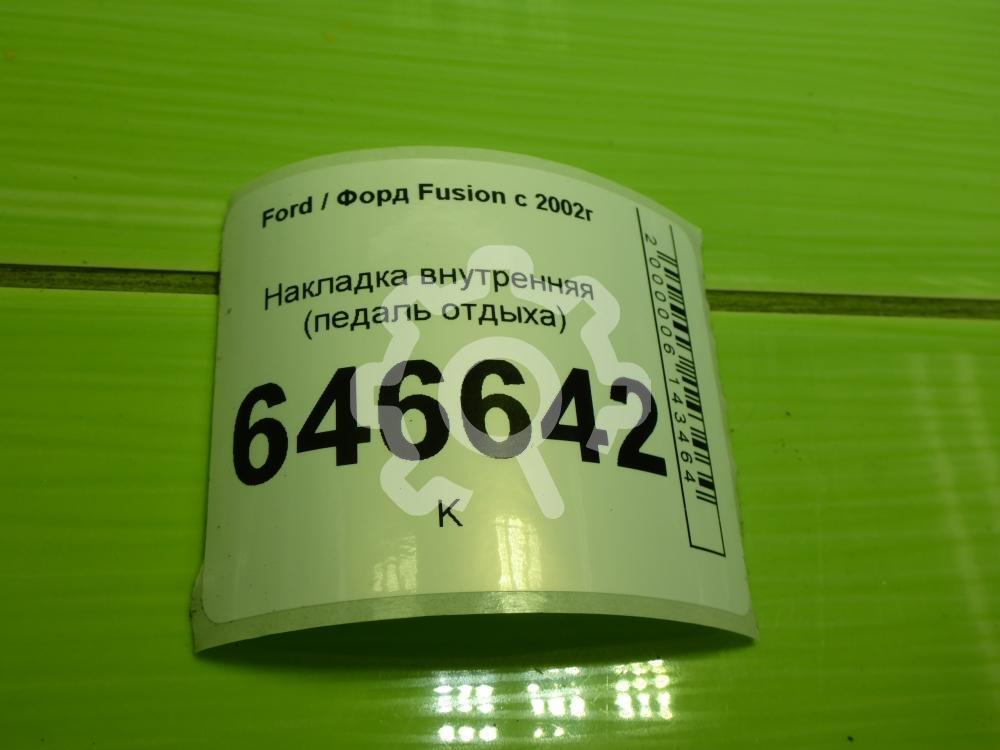 Ford / Форд Fusion с 2002г
Накладка внутренняя
(педаль отдыха)
646642
К
2000006143464